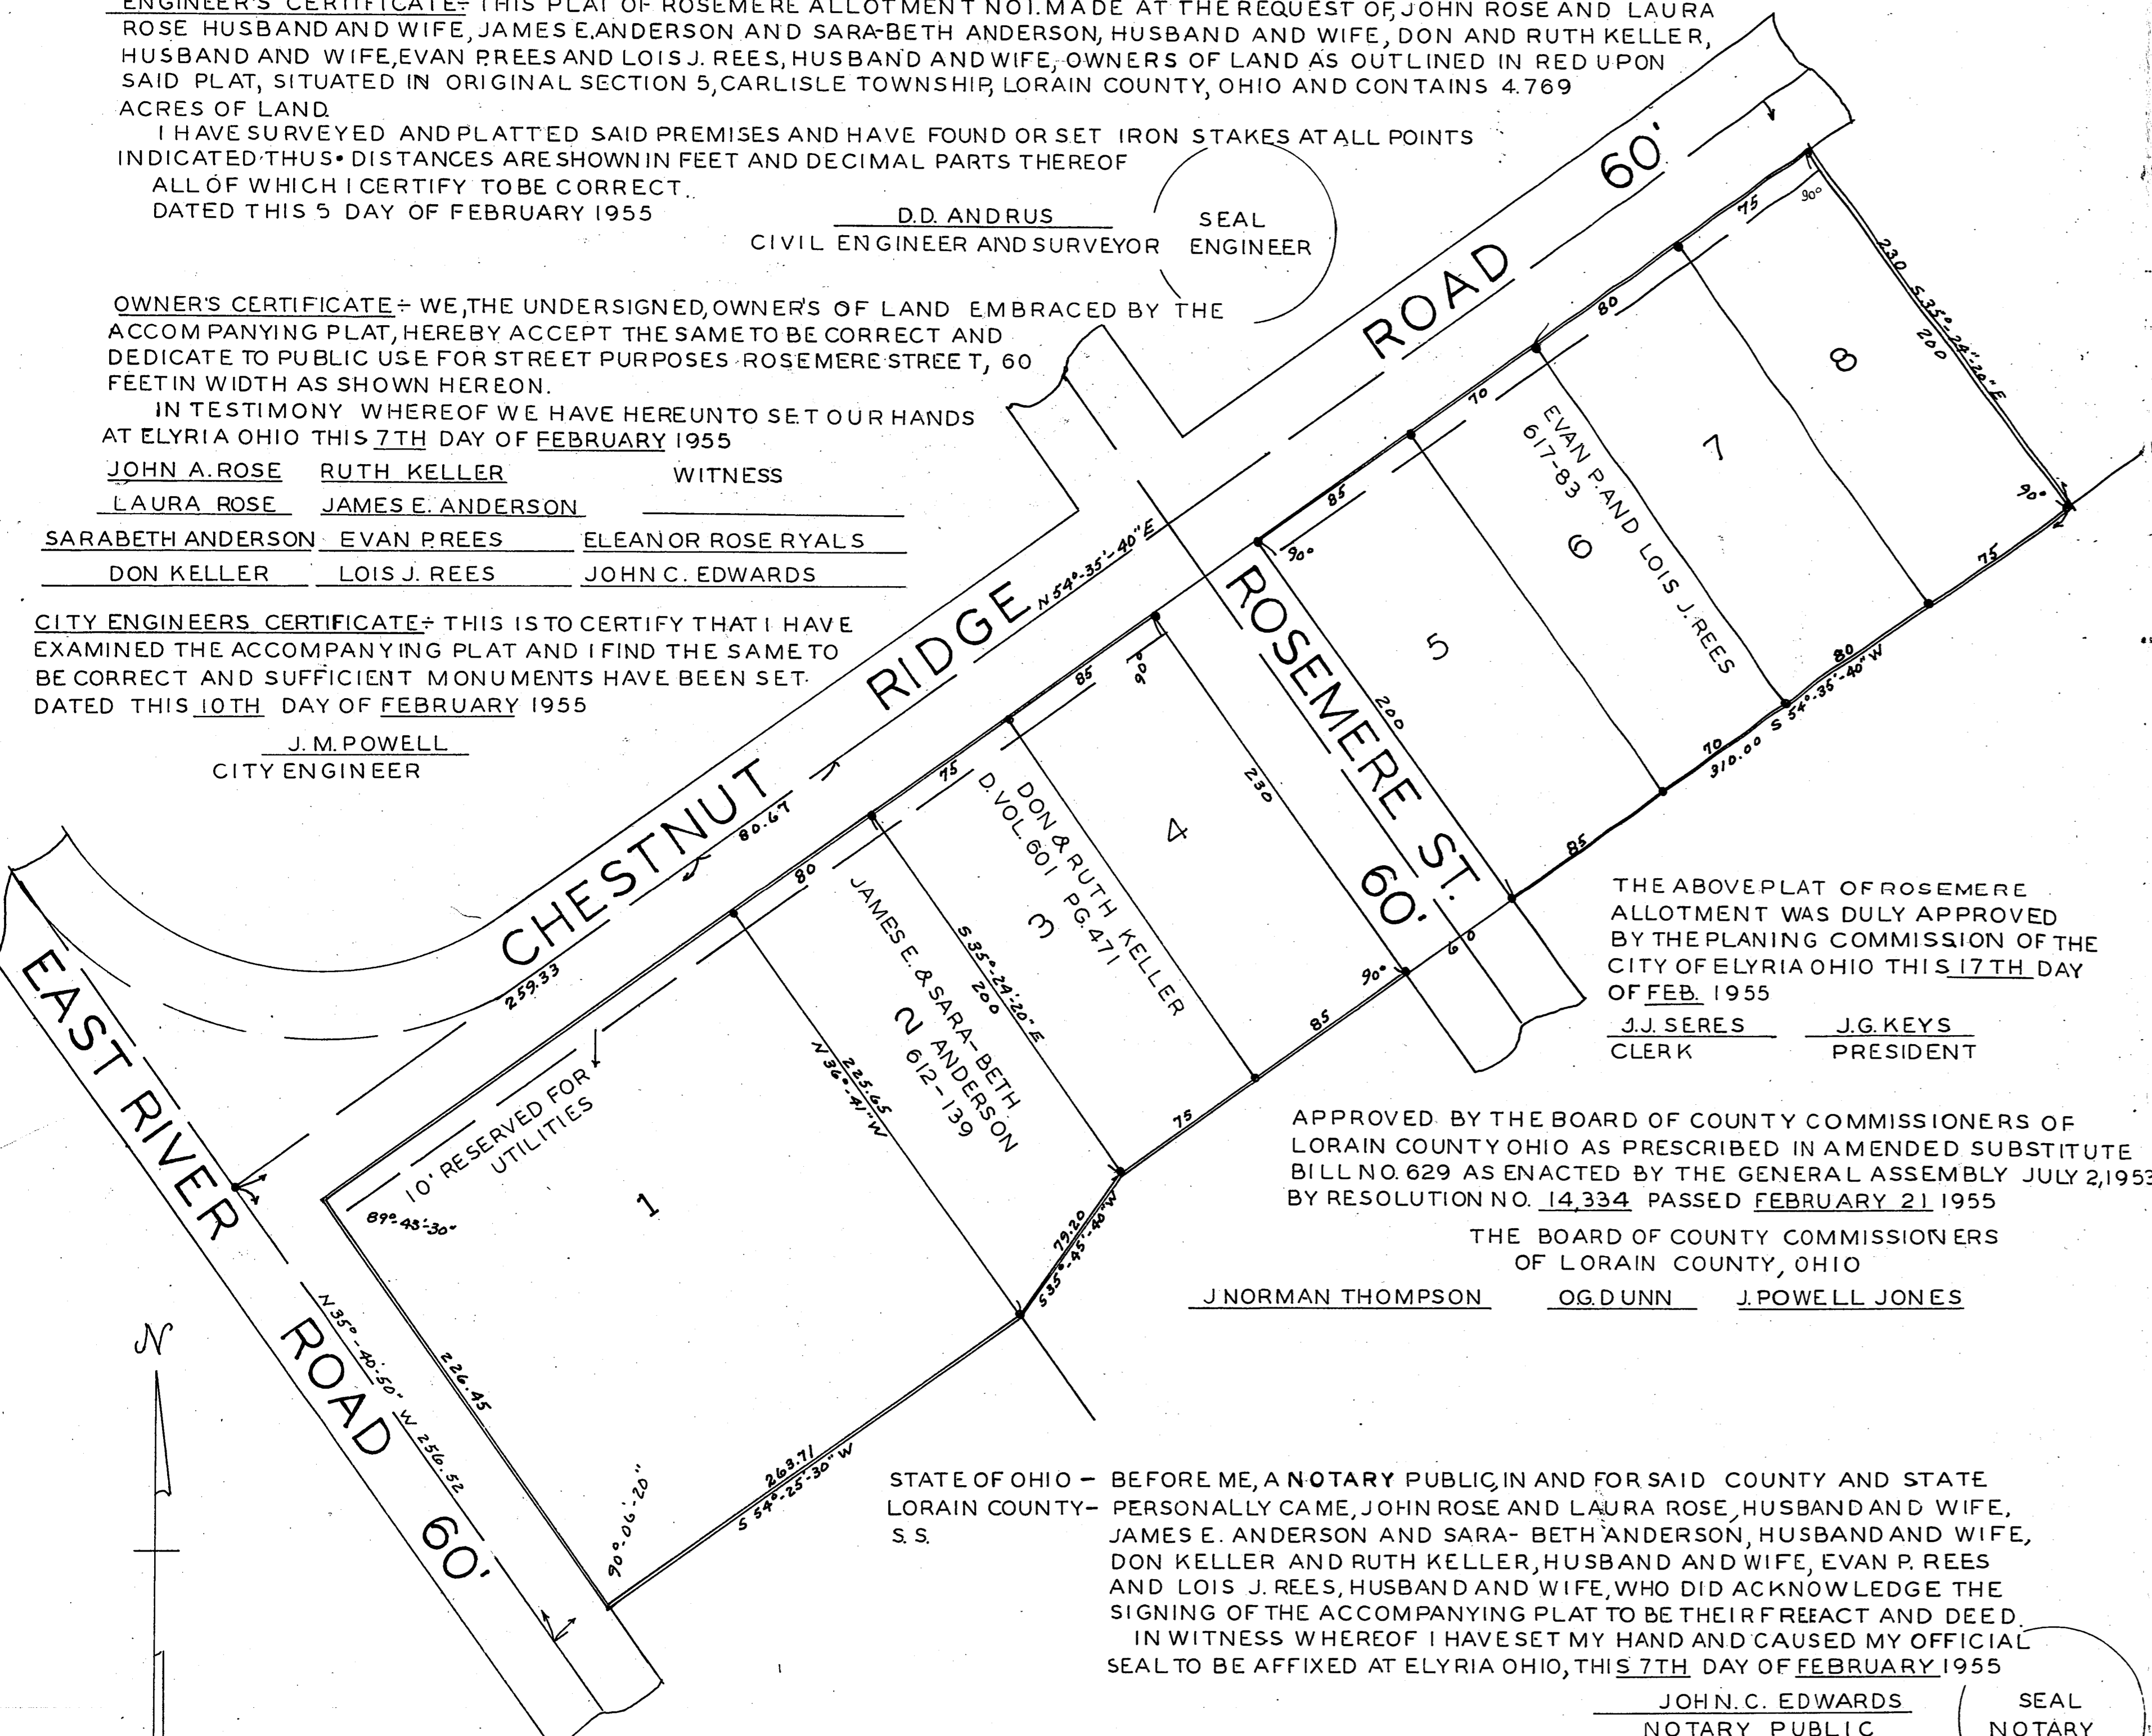 ENGINEER'S CERTIFICATE÷ THIS PLAT OF ROSEMERE ALLOTMENT NO1. MADE AT THE REQUEST OF, JOHN ROSE AND LAURA
ROSE HUSBAND AND WIFE, JAMES E. ANDERSON AND SARA-BETH ANDERSON, HUSBAND AND WIFE, DON AND RUTH KELLER,
HUSBAND AND WIFE, EVAN P. REES AND LOIS J. REES, HUSBAND AND WIFE, OWNERS OF LAND AS OUTLINED IN RED UPON
SAID PLAT, SITUATED IN ORIGINAL SECTION 5, CARLISLE TOWNSHIP, LORAIN COUNTY, OHIO AND CONTAINS 4.769
ACRES OF LAND.
I HAVE SURVEYED AND PLATTED SAID PREMISES AND HAVE FOUND OR SET IRON STAKES AT ALL POINTS
INDICATED THUS • DISTANCES ARE SHOWN IN FEET AND DECIMAL PARTS THEREOF
ALL OF WHICH I CERTIFY TO BE CORRECT.
DATED THIS 5 DAY OF FEBRUARY 1955
D.D. ANDRUS
CIVIL ENGINEER AND SURVEYOR
SEAL
ENGINEER
OWNER'S CERTIFICATE÷ WE, THE UNDERSIGNED, OWNER'S OF LAND EMBRACED BY THE
ACCOMPANYING PLAT, HEREBY ACCEPT THE SAME TO BE CORRECT AND
DEDICATE TO PUBLIC USE FOR STREET PURPOSES ROSEMERE STREET, 60
FEET IN WIDTH AS SHOWN HEREON.
IN TESTIMONY WHEREOF WE HAVE HEREUNTO SET OUR HANDS
AT ELYRIA OHIO THIS 7TH DAY OF FEBRUARY 1955
JOHN A. ROSE RUTH KELLER WITNESS
LAURA ROSE JAMES E. ANDERSON
SARABETH ANDERSON EVAN P. REES ELEANOR ROSE RYALS
DON KELLER LOIS J. REES JOHN C. EDWARDS
CITY ENGINEERS CERTIFICATE÷ THIS IS TO CERTIFY THAT I HAVE
EXAMINED THE ACCOMPANYING PLAT AND I FIND THE SAME TO
BE CORRECT AND SUFFICIENT MONUMENTS HAVE BEEN SET.
DATED THIS 10TH DAY OF FEBRUARY 1955
J. M. POWELL
CITY ENGINEER
CHESTNUT RIDGE ROAD 60'
N 54°-35'-40" E
80.67
259.33
EAST RIVER ROAD 60'
N 35°-40'-50" W 256.52
ROSEMERE ST. 60'
10' RESERVED FOR
UTILITIES
89°-43'-30"
1
226.45
90°-06'-20"
263.71
S 54°-25'-30" W
225.65
N 36°-41" W
80
JAMES E. & SARA-BETH
2 ANDERSON
612-139
79.20
S 35°-45'-40" W
S 35°-24'-20" E
200
75
DON & RUTH KELLER
D. VOL. 601 PG. 471
3
75
85
90°
4
230
85
90°
60
90°
85
5
200
85
70
EVAN P. AND LOIS J. REES
617-83
6
70
310.00 S 54°-35'-40" W
80
7
80
75
90°
8
230
S. 35°-24'-20" E
200
90°
75
N
THE ABOVE PLAT OF ROSEMERE
ALLOTMENT WAS DULY APPROVED
BY THE PLANING COMMISSION OF THE
CITY OF ELYRIA OHIO THIS 17TH DAY
OF FEB. 1955
J.J. SERES J.G. KEYS
CLERK PRESIDENT
APPROVED BY THE BOARD OF COUNTY COMMISSIONERS OF
LORAIN COUNTY OHIO AS PRESCRIBED IN AMENDED SUBSTITUTE
BILL NO. 629 AS ENACTED BY THE GENERAL ASSEMBLY JULY 2, 1953
BY RESOLUTION NO. 14,334 PASSED FEBRUARY 21 1955
THE BOARD OF COUNTY COMMISSIONERS
OF LORAIN COUNTY, OHIO
J NORMAN THOMPSON O.G. DUNN J. POWELL JONES
STATE OF OHIO – BEFORE ME, A NOTARY PUBLIC, IN AND FOR SAID COUNTY AND STATE
LORAIN COUNTY– PERSONALLY CAME, JOHN ROSE AND LAURA ROSE, HUSBAND AND WIFE,
S. S. JAMES E. ANDERSON AND SARA-BETH ANDERSON, HUSBAND AND WIFE,
DON KELLER AND RUTH KELLER, HUSBAND AND WIFE, EVAN P. REES
AND LOIS J. REES, HUSBAND AND WIFE, WHO DID ACKNOWLEDGE THE
SIGNING OF THE ACCOMPANYING PLAT TO BE THEIR FREE ACT AND DEED.
IN WITNESS WHEREOF I HAVE SET MY HAND AND CAUSED MY OFFICIAL
SEAL TO BE AFFIXED AT ELYRIA OHIO, THIS 7TH DAY OF FEBRUARY 1955
JOHN. C. EDWARDS
NOTARY PUBLIC
SEAL
NOTARY